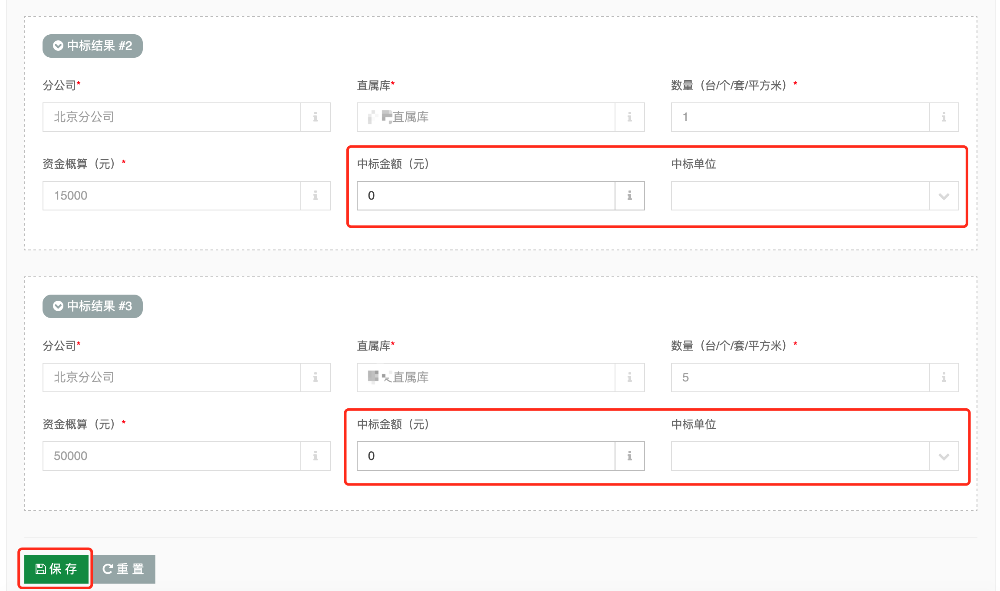 中标结果 #2
分公司* 直属库* 数量（台/个/套/平方米）*
北京分公司 直属库 1
资金概算（元）* 中标金额（元） 中标单位
15000 0
中标结果 #3
分公司* 直属库* 数量（台/个/套/平方米）*
北京分公司 直属库 5
资金概算（元）* 中标金额（元） 中标单位
50000 0
保 存 重 置